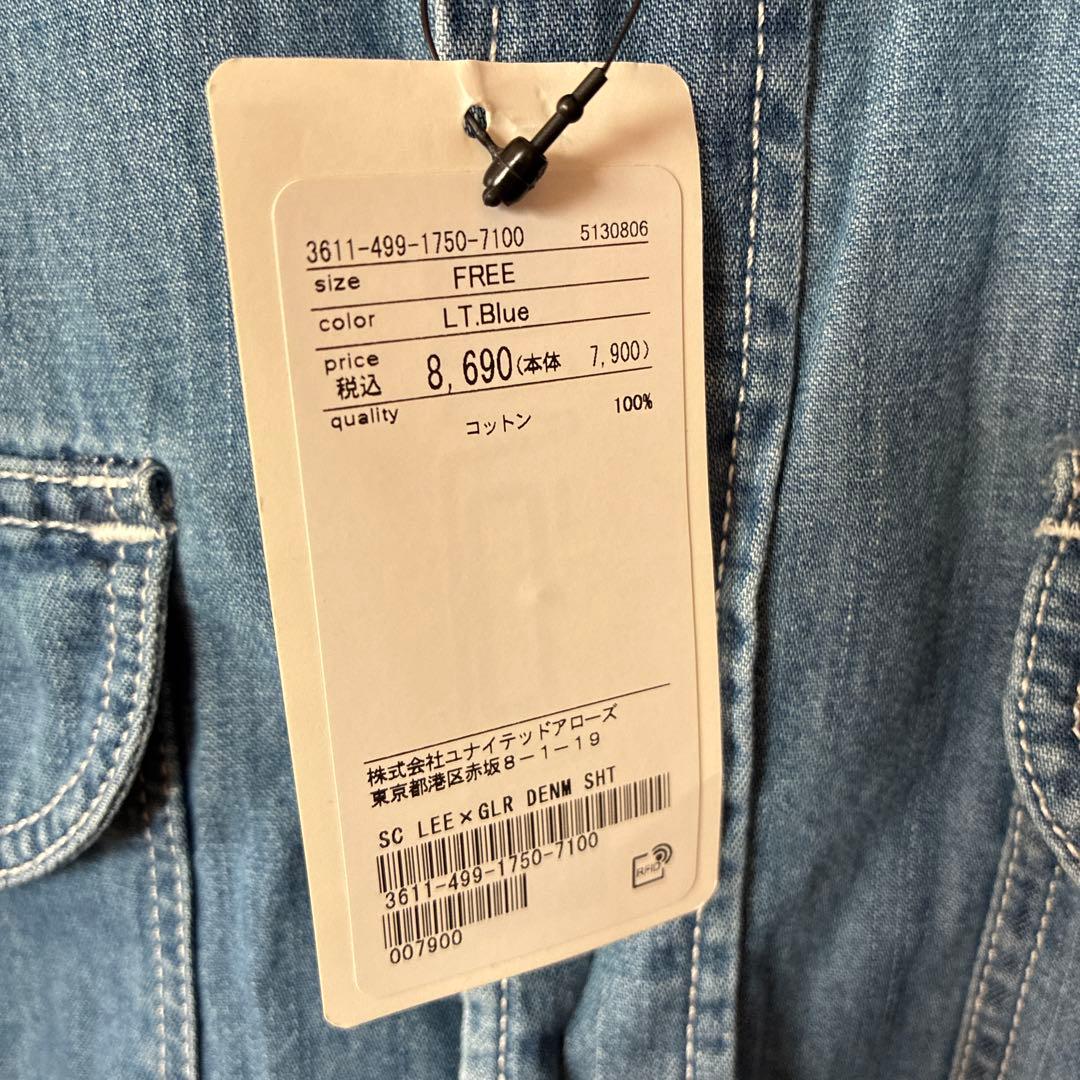 3611-499-1750-7100 5130806
size FREE
color LT.Blue
price
税込 8,690(本体 7,900)
quality
コットン 100%
株式会社ユナイテッドアローズ
東京都港区赤坂8-1-19
SC LEE×GLR DENM SHT
3611-499-1750-7100
RFID
007900